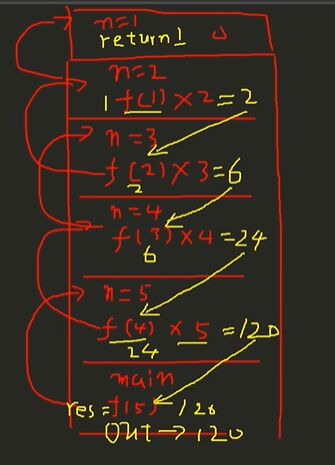 n=1
return 1
n=2
1 f(1) × 2 = 2
n=3
f(2) × 3 = 6
2
n=4
f(3) × 4 = 24
6
n=5
f(4) × 5 = 120
24
main
res = f(5) 120
out → 120